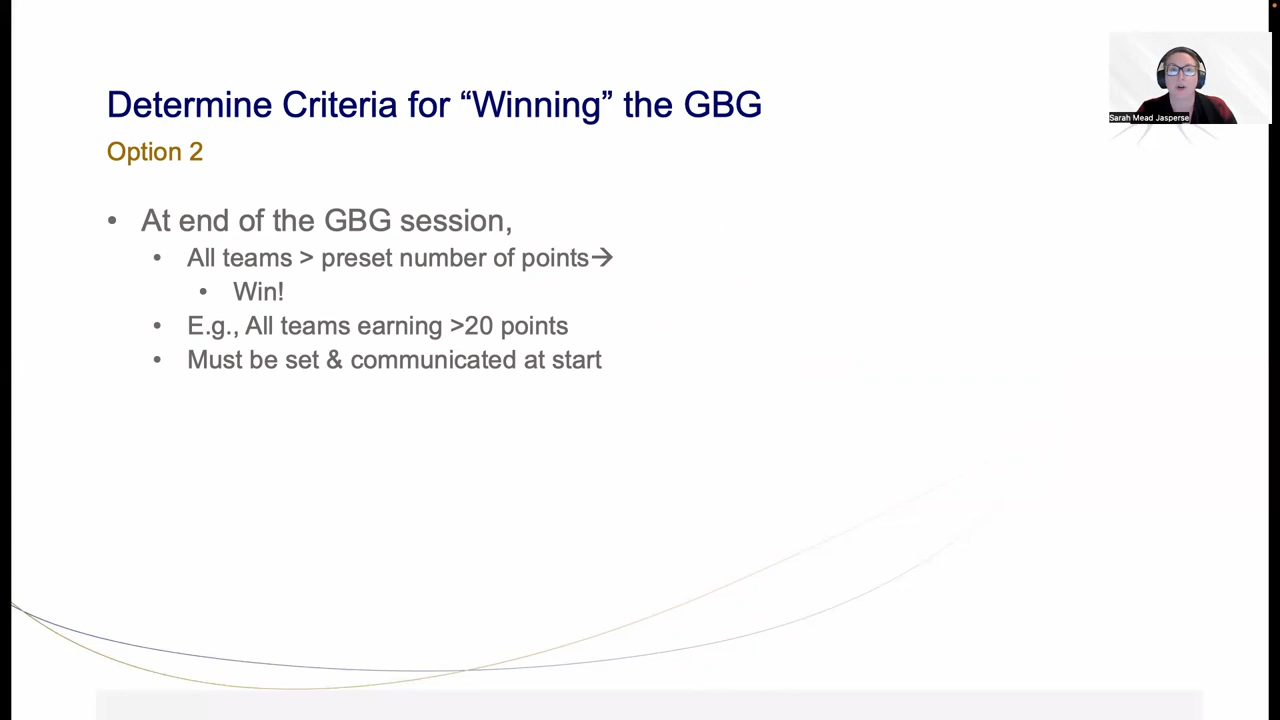 Determine Criteria for “Winning” the GBG
Option 2
• At end of the GBG session,
• All teams > preset number of points→
• Win!
• E.g., All teams earning >20 points
• Must be set & communicated at start
Sarah Mead Jasperse